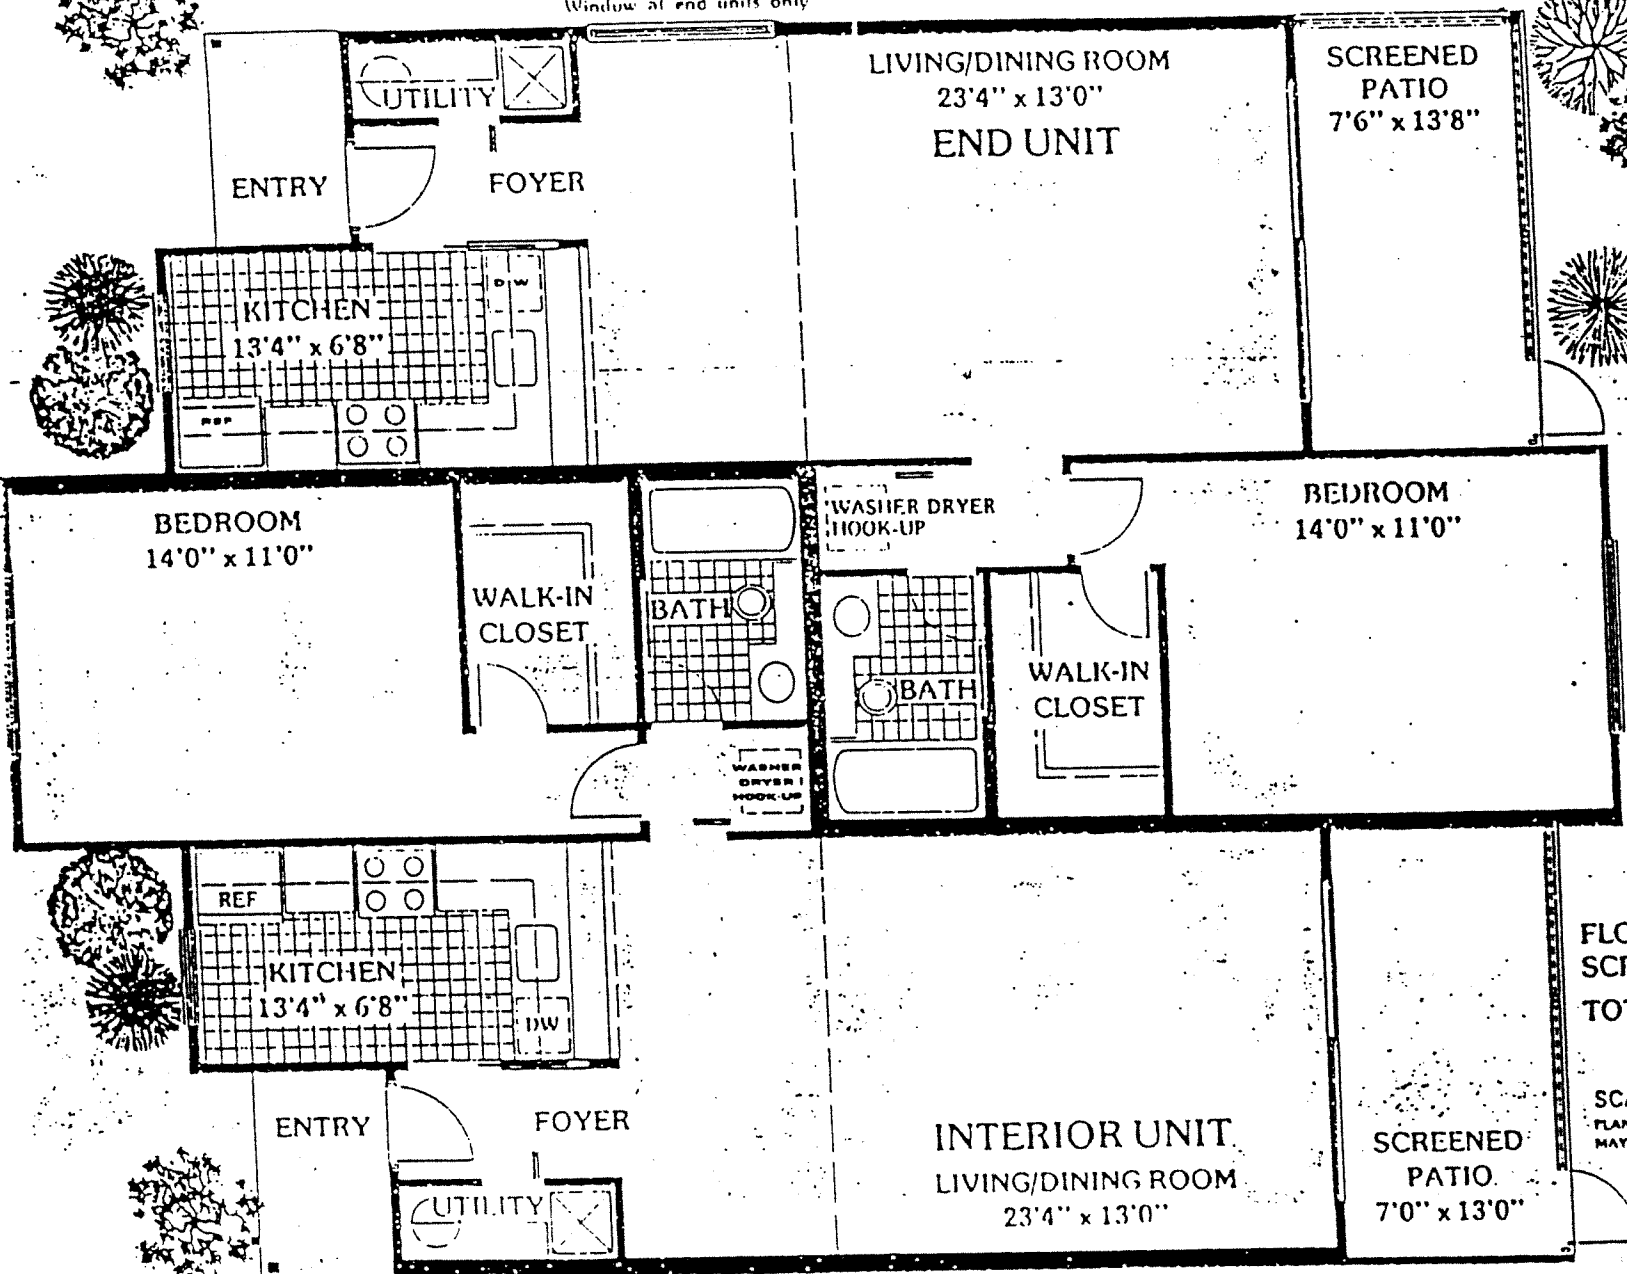 Window at end units only
LIVING/DINING ROOM
23'4" x 13'0"
END UNIT
SCREENED
PATIO
7'6" x 13'8"
UTILITY
ENTRY
FOYER
KITCHEN
13'4" x 6'8"
DW
REF
BEDROOM
14'0" x 11'0"
WALK-IN
CLOSET
BATH
WASHER DRYER
HOOK-UP
BEDROOM
14'0" x 11'0"
BATH
WALK-IN
CLOSET
WASHER
DRYER
HOOK-UP
REF
KITCHEN
13'4" x 6'8"
DW
ENTRY
FOYER
UTILITY
INTERIOR UNIT
LIVING/DINING ROOM
23'4" x 13'0"
SCREENED
PATIO
7'0" x 13'0"
MAY